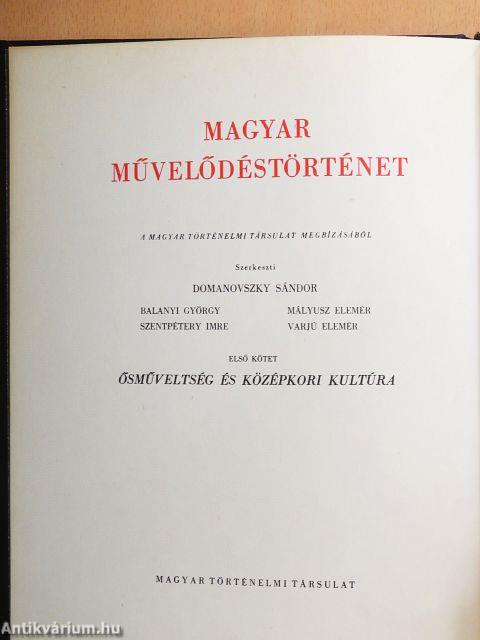 MAGYAR
MŰVELŐDÉSTÖRTÉNET
A MAGYAR TÖRTÉNELMI TÁRSULAT MEGBÍZÁSÁBÓL
Szerkeszti
DOMANOVSZKY SÁNDOR
BALANYI GYÖRGY MÁLYUSZ ELEMÉR
SZENTPÉTERY IMRE VARJÚ ELEMÉR
ELSŐ KÖTET
ŐSMŰVELTSÉG ÉS KÖZÉPKORI KULTÚRA
MAGYAR TÖRTÉNELMI TÁRSULAT
Antikvárium.hu